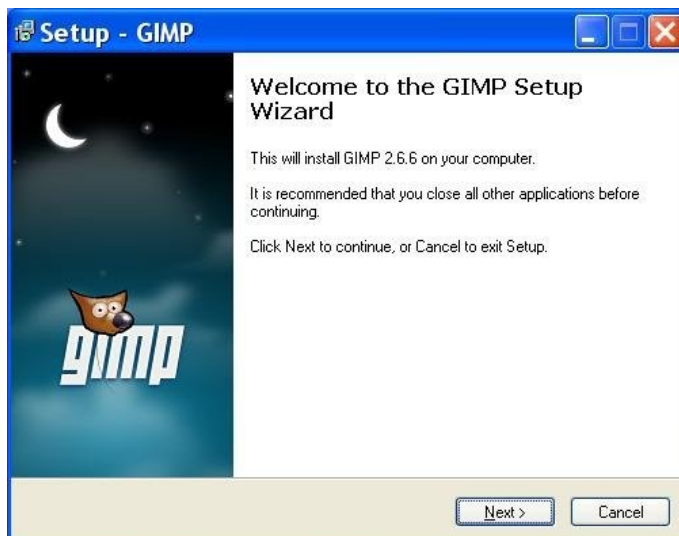 Setup - GIMP
Welcome to the GIMP Setup
Wizard
This will install GIMP 2.6.6 on your computer.
It is recommended that you close all other applications before
continuing.
Click Next to continue, or Cancel to exit Setup.
gimp
Next >
Cancel